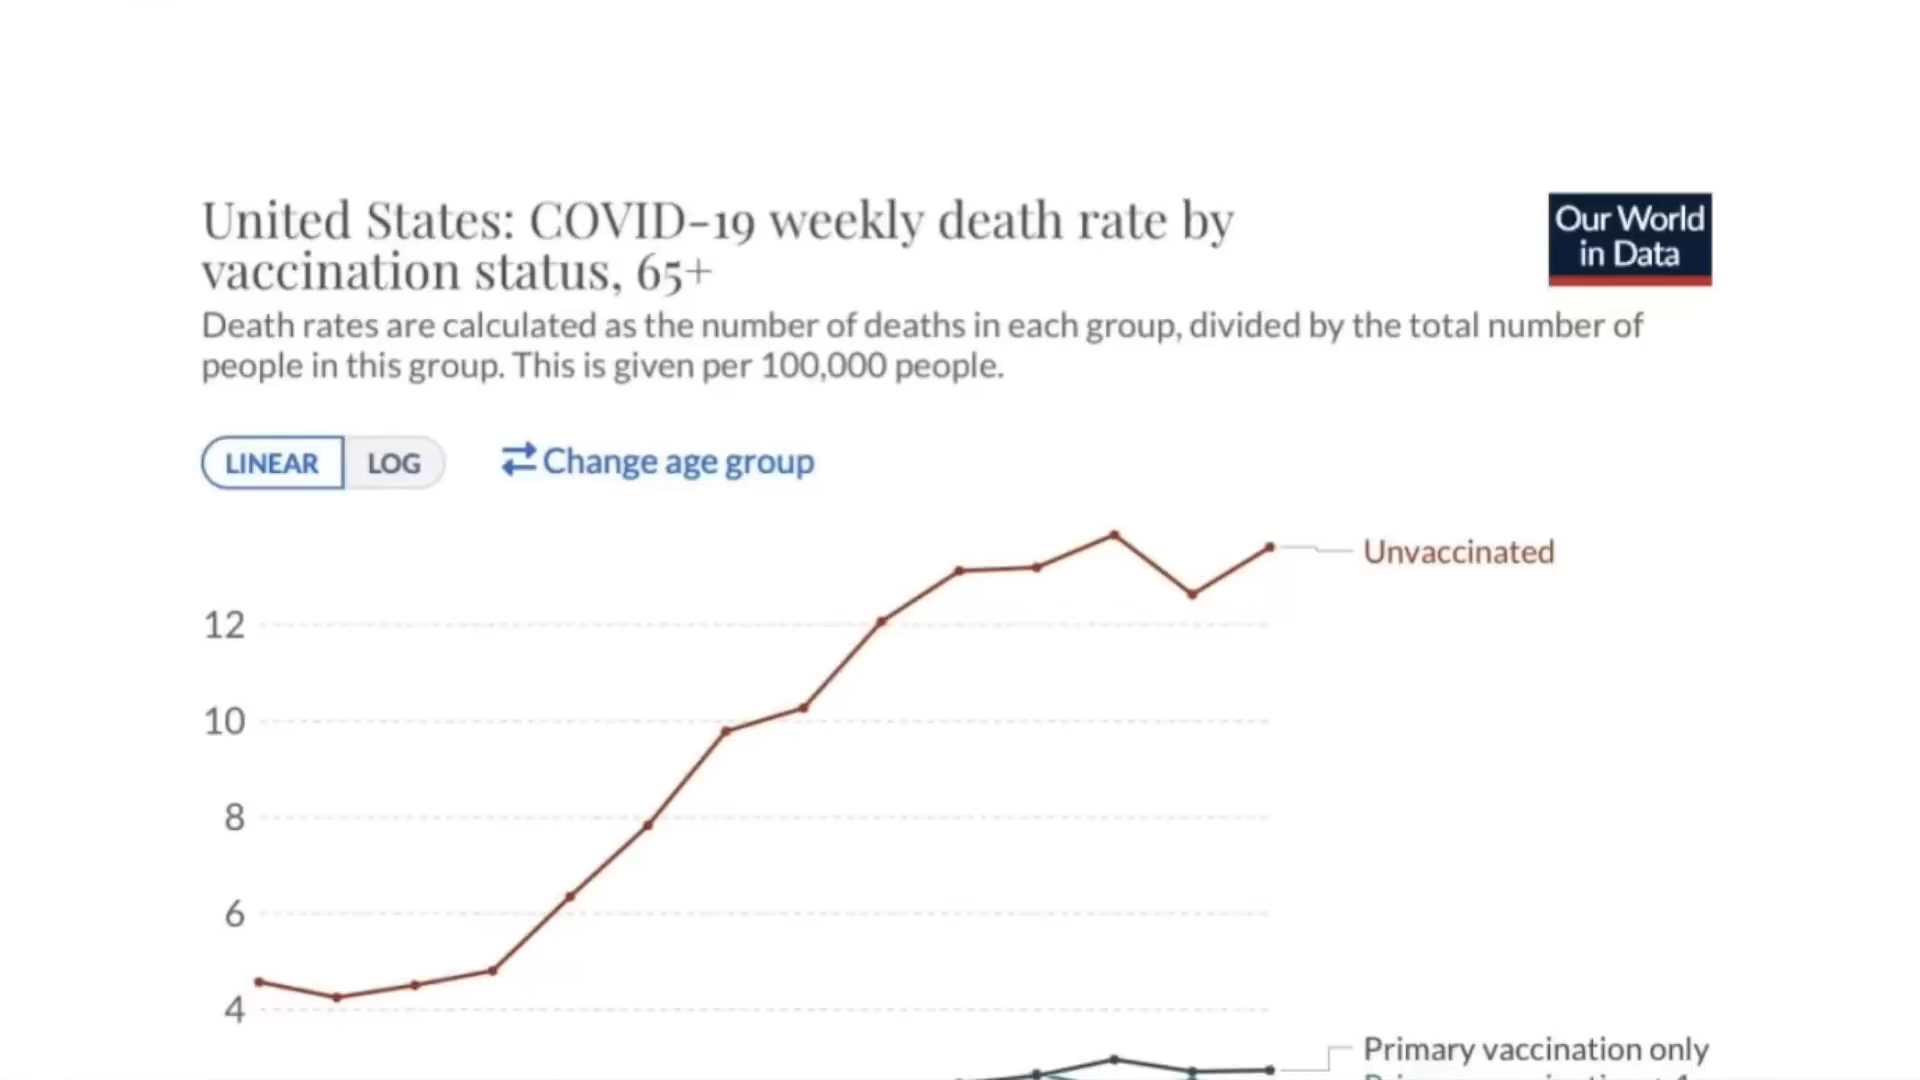 United States: COVID-19 weekly death rate by
vaccination status, 65+
Our World
in Data
Death rates are calculated as the number of deaths in each group, divided by the total number of
people in this group. This is given per 100,000 people.
LINEAR
LOG
Change age group
Unvaccinated
12
10
8
6
4
Primary vaccination only